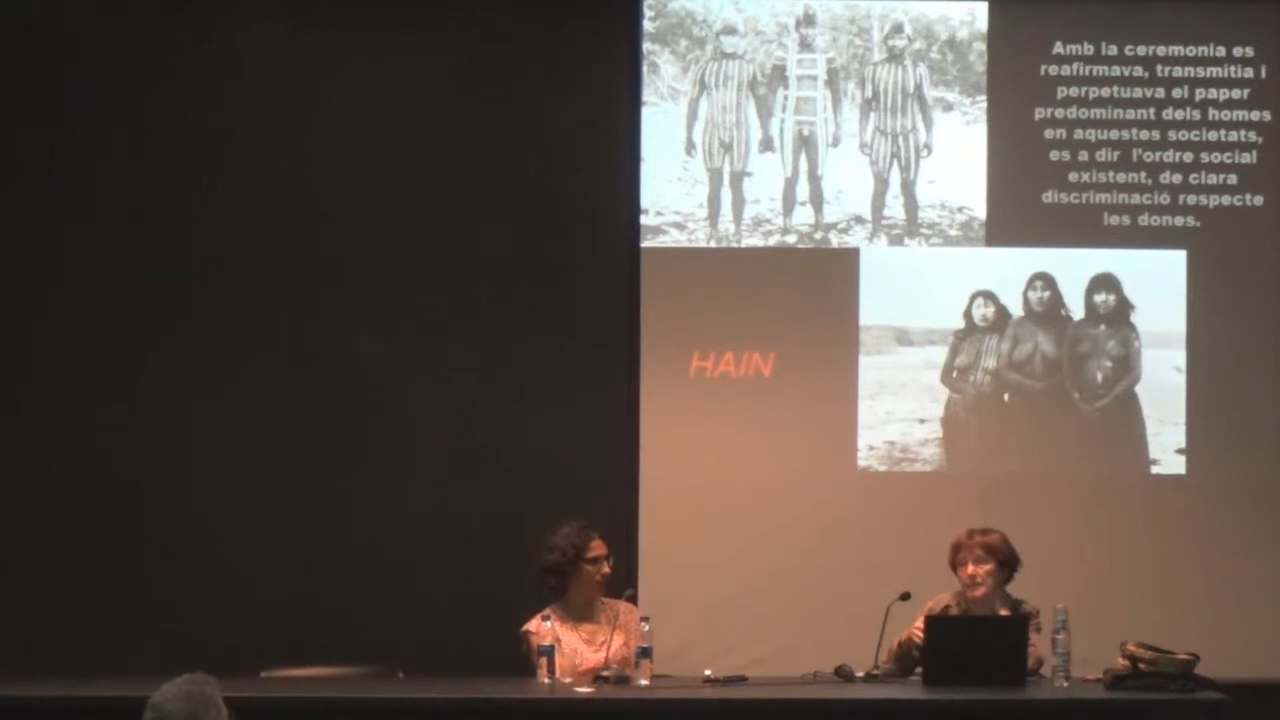 Amb la ceremonia es
reafirmava, transmitia i
perpetuava el paper
predominant dels homes
en aquestes societats,
es a dir l'ordre social
existent, de clara
discriminació respecte
les dones.
HAIN